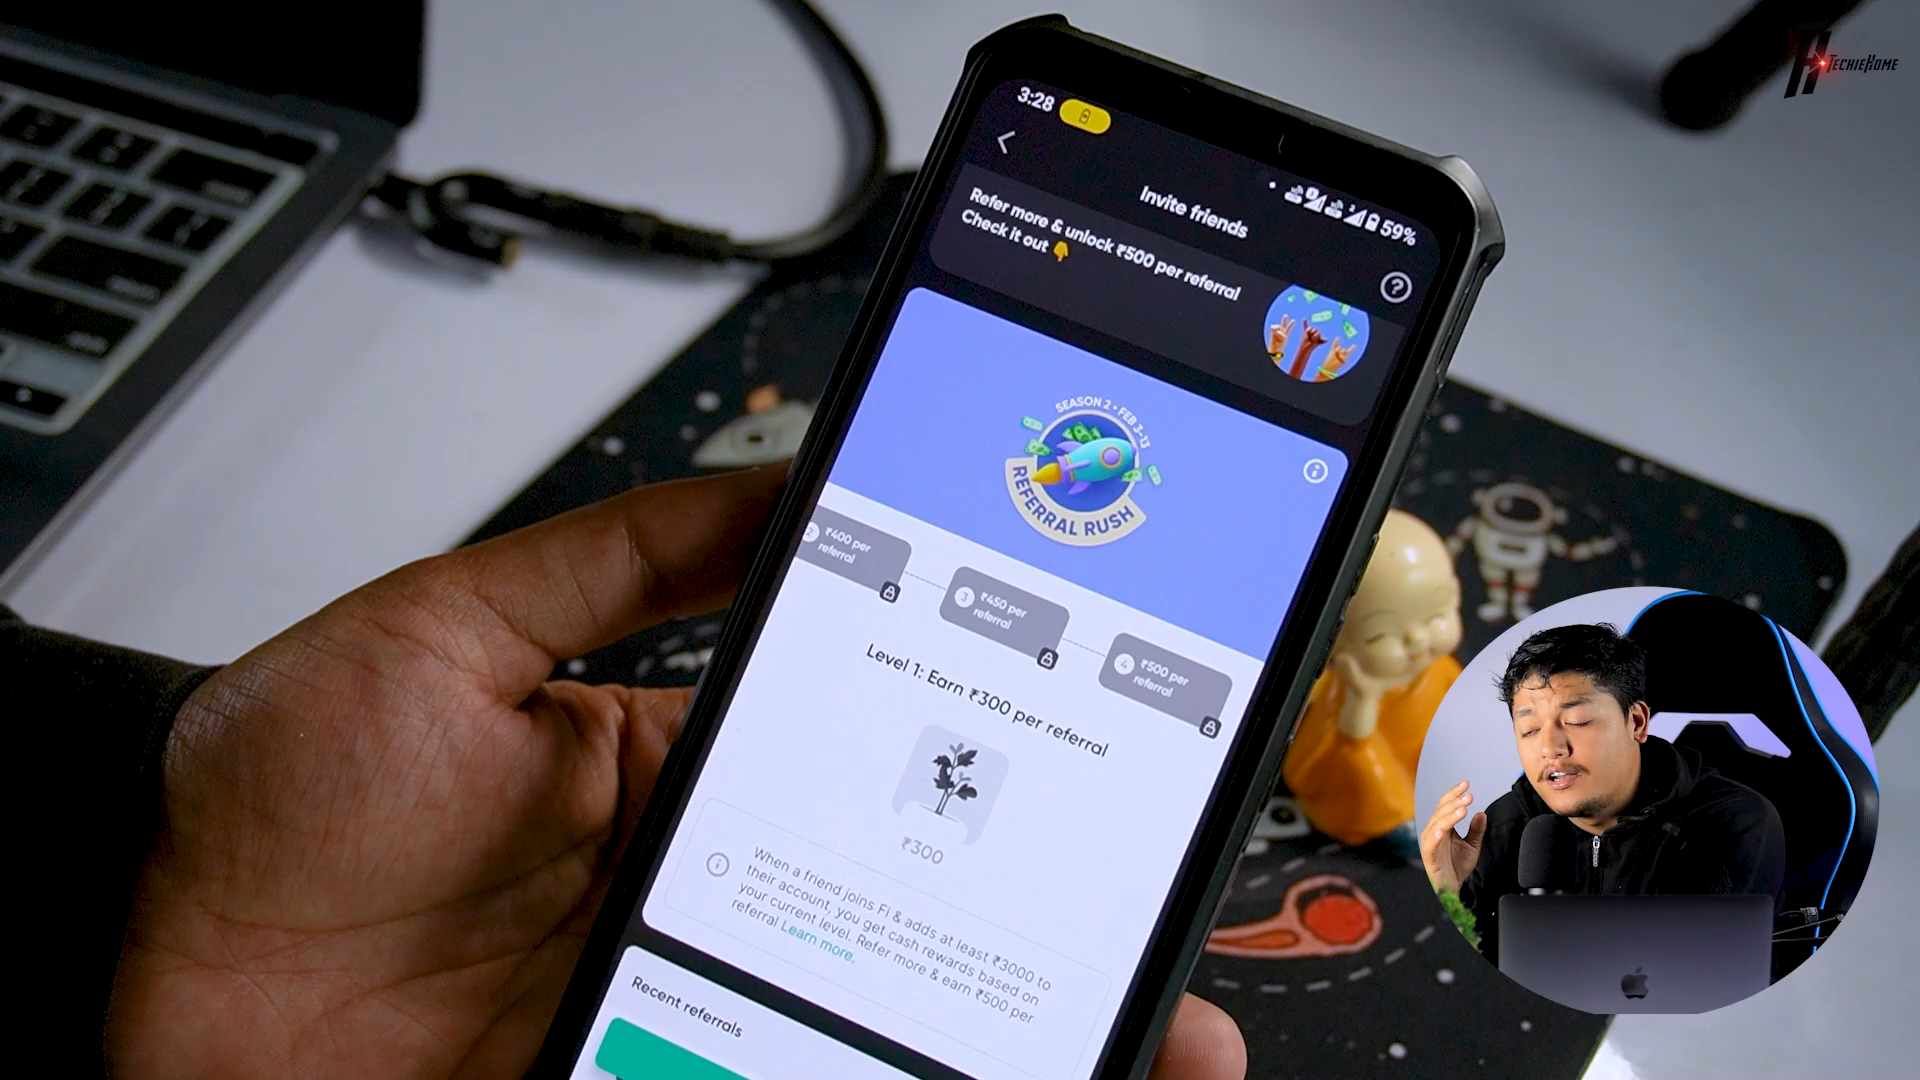 TECHIEHOME
3:28
59%
Invite friends
Refer more & unlock ₹500 per referral
Check it out 👇
SEASON 2 • FEB 3-13
REFERRAL RUSH
2 ₹400 per
referral
3 ₹450 per
referral
4 ₹500 per
referral
Level 1: Earn ₹300 per referral
₹300
When a friend joins Fi & adds at least ₹3000 to
their account, you get cash rewards based on
your current level. Refer more & earn ₹500 per
referral Learn more.
Recent referrals